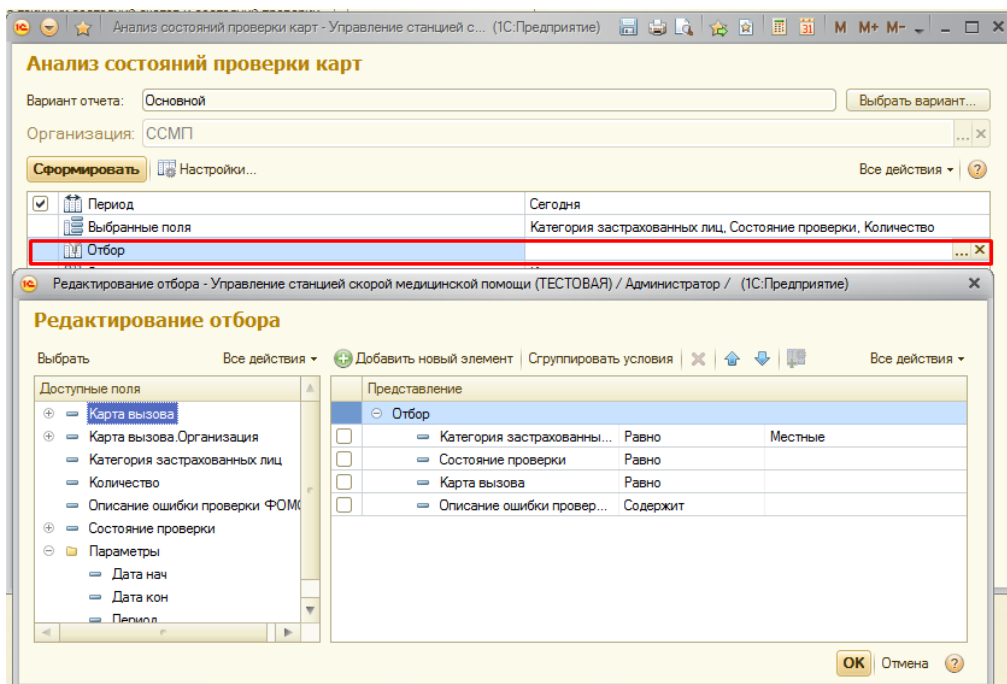 Анализ состояний проверки карт - Управление станцией с... (1С:Предприятие) 31 M M+ M-
Анализ состояний проверки карт
Вариант отчета: Основной Выбрать вариант...
Организация: ССМП ...
Сформировать Настройки... Все действия
Период Сегодня
Выбранные поля Категория застрахованных лиц, Состояние проверки, Количество
Отбор ...
Редактирование отбора - Управление станцией скорой медицинской помощи (ТЕСТОВАЯ) / Администратор / (1С:Предприятие)
Редактирование отбора
Выбрать Все действия Добавить новый элемент Сгруппировать условия Все действия
Доступные поля Представление
Карта вызова Отбор
Карта вызова.Организация Категория застрахованны... Равно Местные
Категория застрахованных лиц Состояние проверки Равно
Количество Карта вызова Равно
Описание ошибки проверки Описание ошибки провер... Содержит
Состояние проверки
Параметры
Дата нач
Дата кон
Период
OK Отмена ?